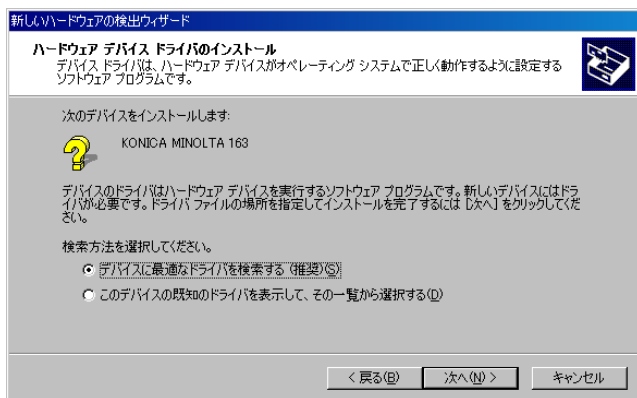 新しいハードウェアの検出ウィザード
ハードウェア デバイス ドライバのインストール
デバイス ドライバは、ハードウェア デバイスがオペレーティング システムで正しく動作するように設定する
ソフトウェア プログラムです。
次のデバイスをインストールします:
KONICA MINOLTA 163
デバイスのドライバはハードウェア デバイスを実行するソフトウェア プログラムです。新しいデバイスにはドラ
イバが必要です。ドライバ ファイルの場所を指定してインストールを完了するには [次へ] をクリックしてくだ
さい。
検索方法を選択してください。
デバイスに最適なドライバを検索する (推奨)(S)
このデバイスの既知のドライバを表示して、その一覧から選択する(D)
< 戻る(B)
次へ(N) >
キャンセル